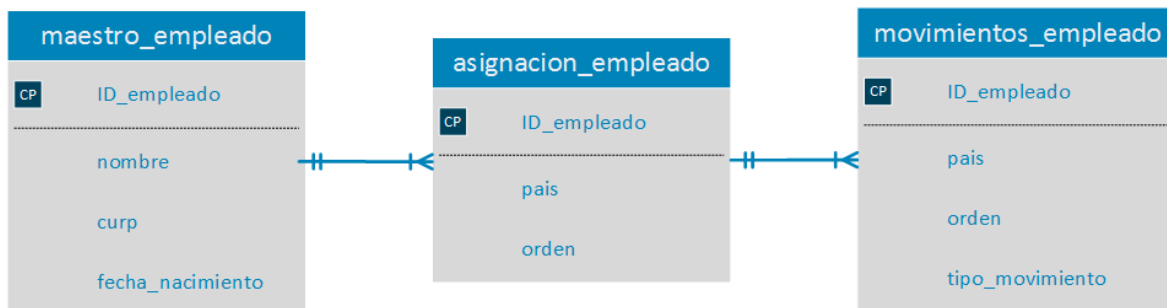 maestro_empleado
CP ID_empleado
nombre
curp
fecha_nacimiento
asignacion_empleado
CP ID_empleado
pais
orden
movimientos_empleado
CP ID_empleado
pais
orden
tipo_movimiento